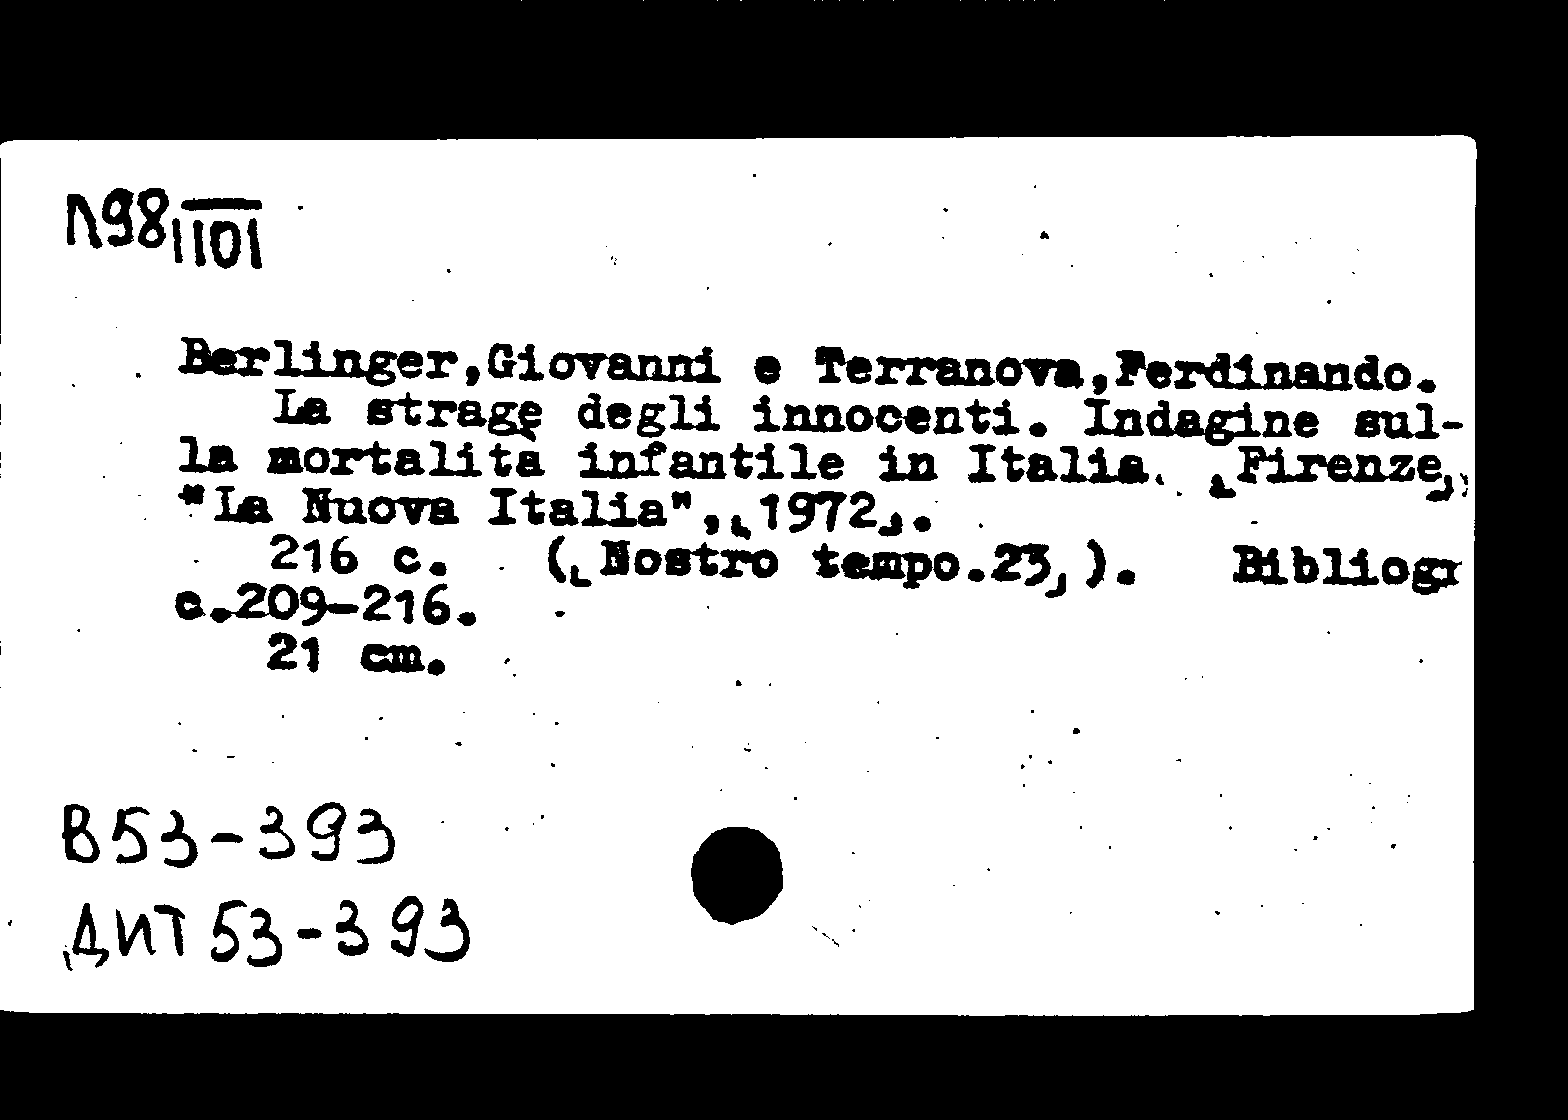 Л98 1101
Berlinger,Giovanni e Terranova,Ferdinando.
La strage degli innocenti. Indagine sul-
la mortalità infantile in Italia. [Firenze],
"La Nuova Italia",[1972].
216 c. ([Nostro tempo.23]). Bibliogr
c.209-216.
21 cm.
В53-393
ДИТ53-393